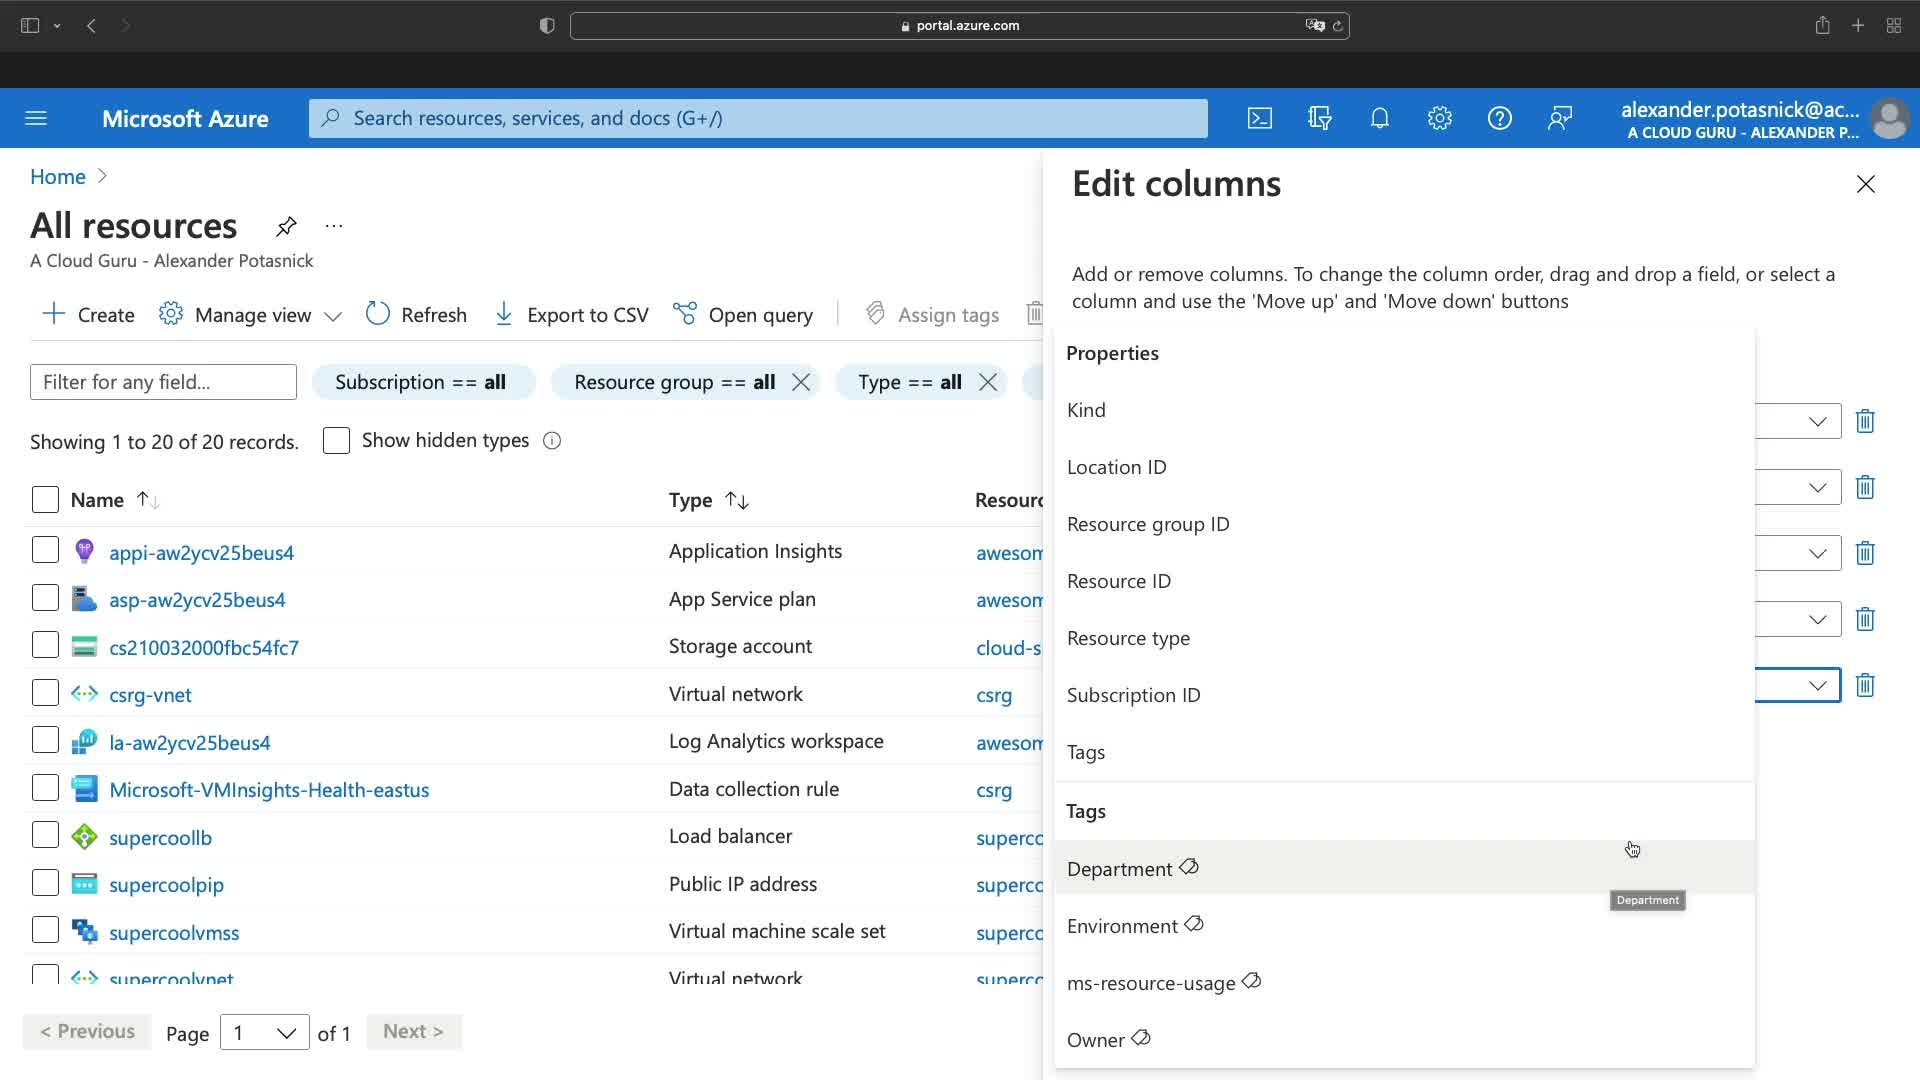 portal.azure.com
Microsoft Azure
Search resources, services, and docs (G+/)
alexander.potasnick@ac...
A CLOUD GURU - ALEXANDER P...
Home
All resources
A Cloud Guru - Alexander Potasnick
Create
Manage view
Refresh
Export to CSV
Open query
Assign tags
Filter for any field...
Subscription == all
Resource group == all
Type == all
Showing 1 to 20 of 20 records.
Show hidden types
Name
Type
Resourc
appi-aw2ycv25beus4
Application Insights
awesom
asp-aw2ycv25beus4
App Service plan
awesom
cs210032000fbc54fc7
Storage account
cloud-s
csrg-vnet
Virtual network
csrg
la-aw2ycv25beus4
Log Analytics workspace
awesom
Microsoft-VMInsights-Health-eastus
Data collection rule
csrg
supercoollb
Load balancer
superco
supercoolpip
Public IP address
superco
supercoolvmss
Virtual machine scale set
superco
supercoolvnet
Virtual network
superco
< Previous
Page
1
of 1
Next >
Edit columns
Add or remove columns. To change the column order, drag and drop a field, or select a
column and use the 'Move up' and 'Move down' buttons
Properties
Kind
Location ID
Resource group ID
Resource ID
Resource type
Subscription ID
Tags
Tags
Department
Department
Environment
ms-resource-usage
Owner